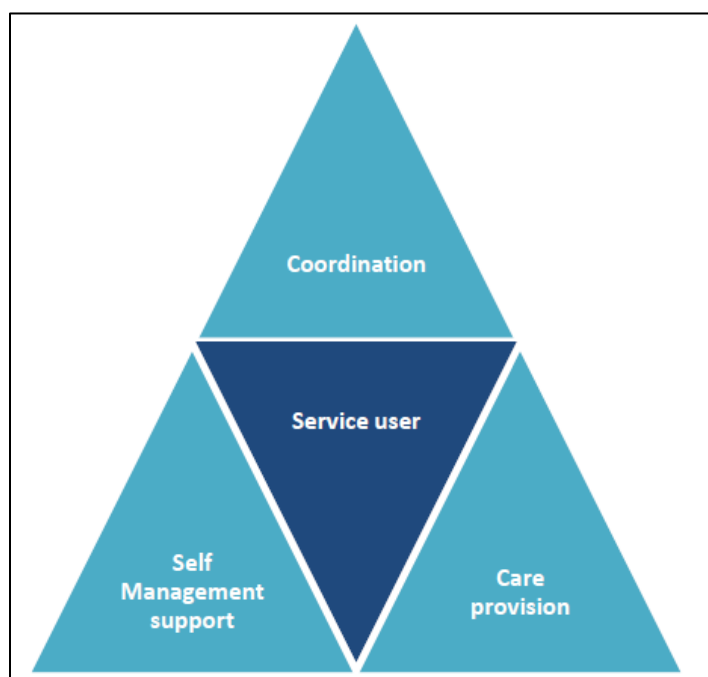 Coordination
Service user
Self
Management
support
Care
provision